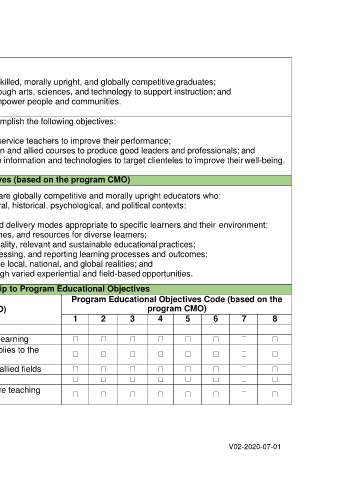 killed, morally upright, and globally competitive graduates;
ough arts, sciences, and technology to support instruction; and
npower people and communities.
mplish the following objectives:
service teachers to improve their performance;
n and allied courses to produce good leaders and professionals; and
e information and technologies to target clienteles to improve their well-being.
ves (based on the program CMO)
are globally competitive and morally upright educators who:
ral, historical, psychological, and political contexts;
d delivery modes appropriate to specific learners and their environment;
mes, and resources for diverse learners;
ality, relevant and sustainable educational practices;
essing, and reporting learning processes and outcomes;
e local, national, and global realities; and
gh varied experiential and field-based opportunities.
hip to Program Educational Objectives
O)
Program Educational Objectives Code (based on the
program CMO)
1 2 3 4 5 6 7 8
earning
plies to the
allied fields
re teaching
V02-2020-07-01